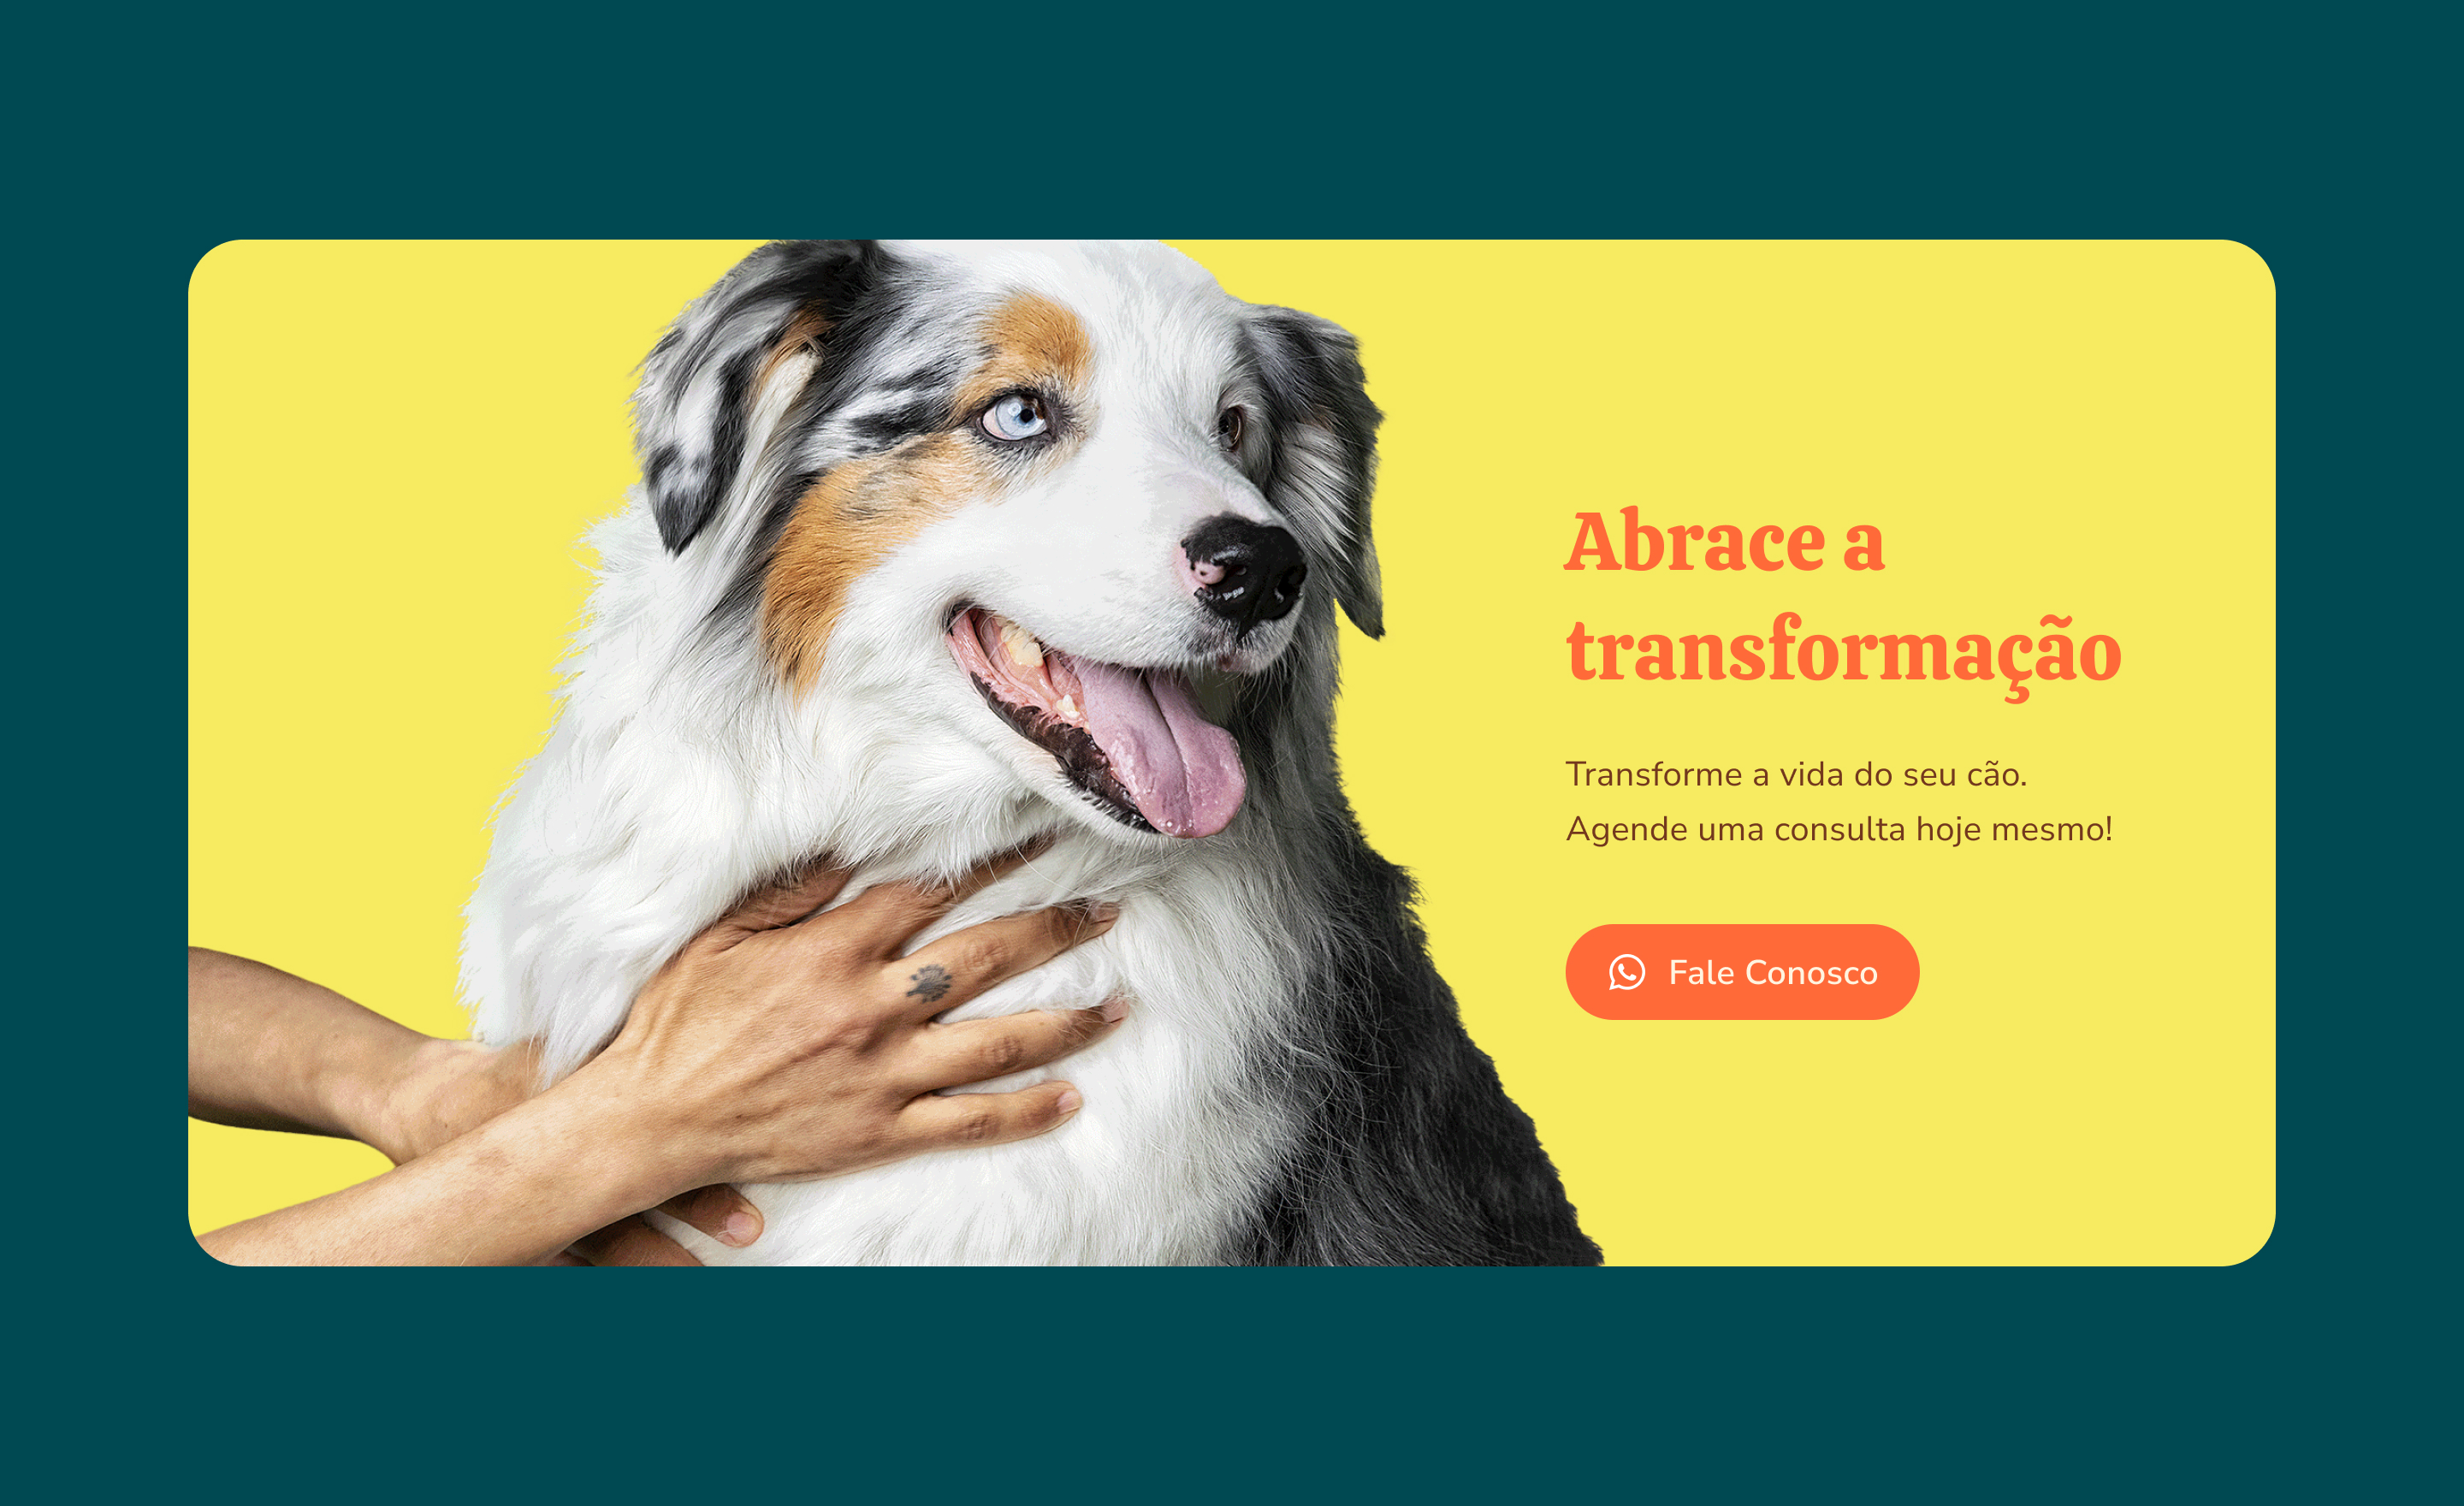 Abrace a
transformação
Transforme a vida do seu cão.
Agende uma consulta hoje mesmo!
Fale Conosco